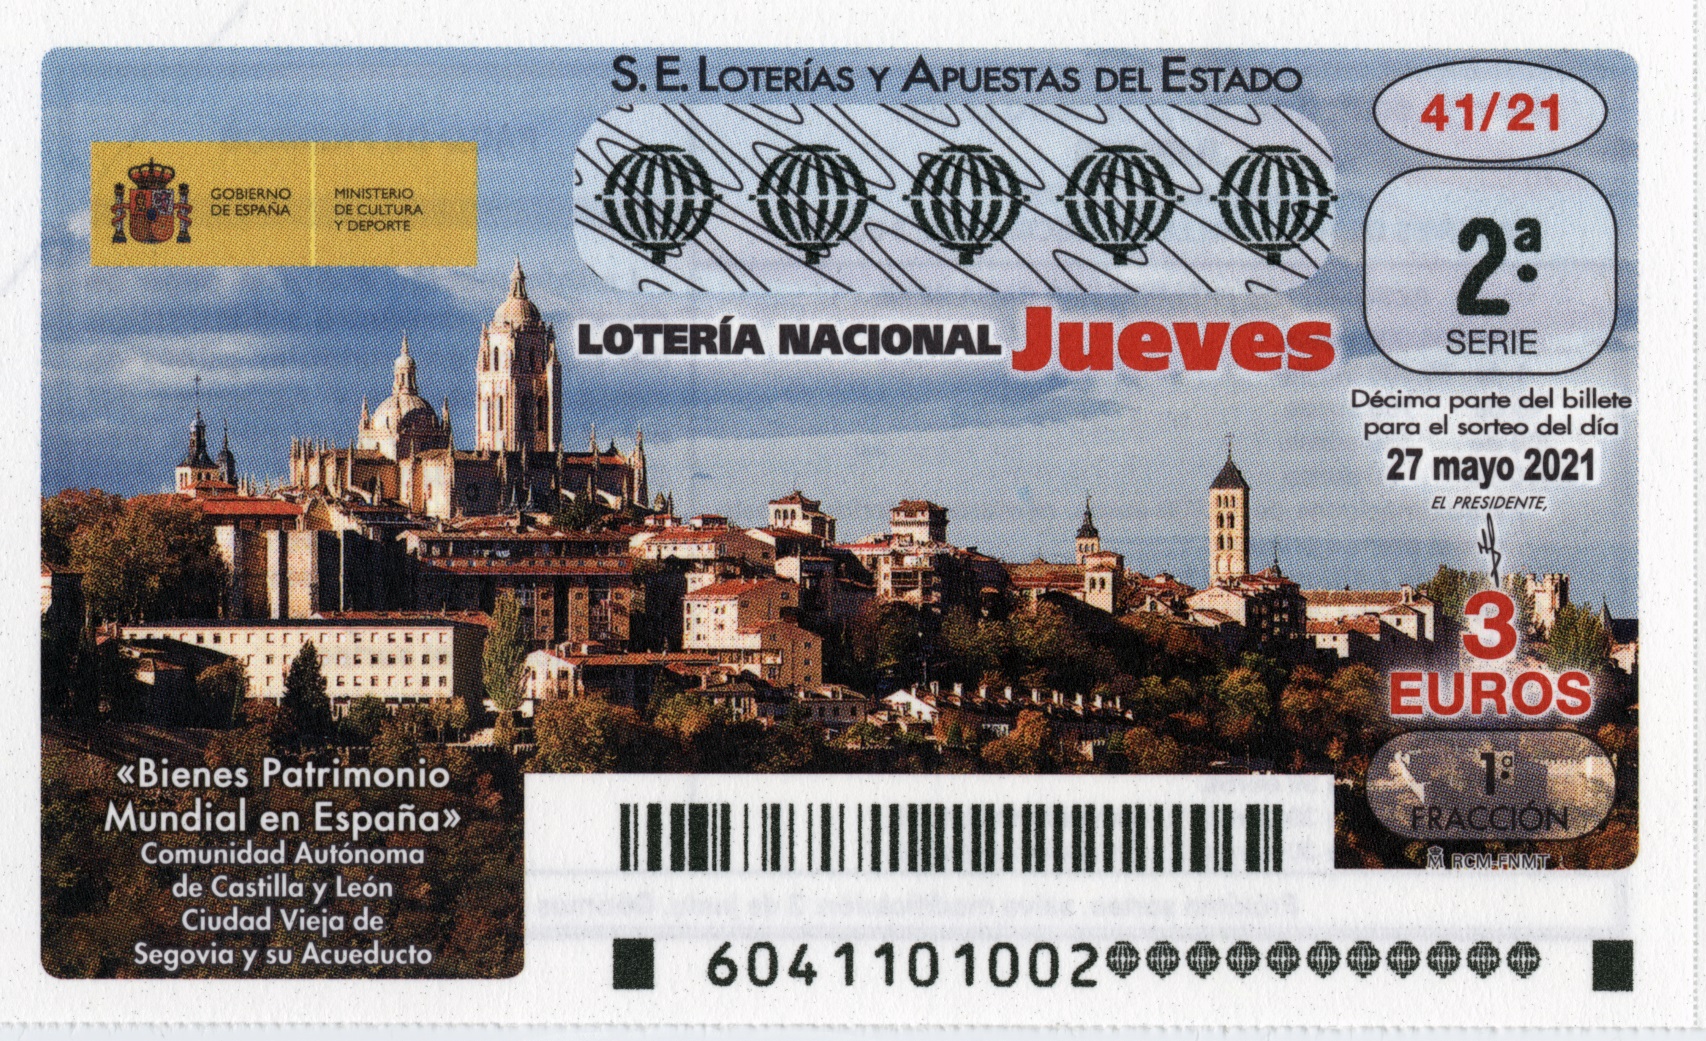 S.E. LOTERÍAS Y APUESTAS DEL ESTADO
41/21
GOBIERNO
DE ESPAÑA
MINISTERIO
DE CULTURA
Y DEPORTE
2ª
SERIE
LOTERÍA NACIONAL Jueves
Décima parte del billete
para el sorteo del día
27 mayo 2021
EL PRESIDENTE,
3
EUROS
1ª
FRACCIÓN
RCM-FNMT
«Bienes Patrimonio
Mundial en España»
Comunidad Autónoma
de Castilla y León
Ciudad Vieja de
Segovia y su Acueducto
6041101002